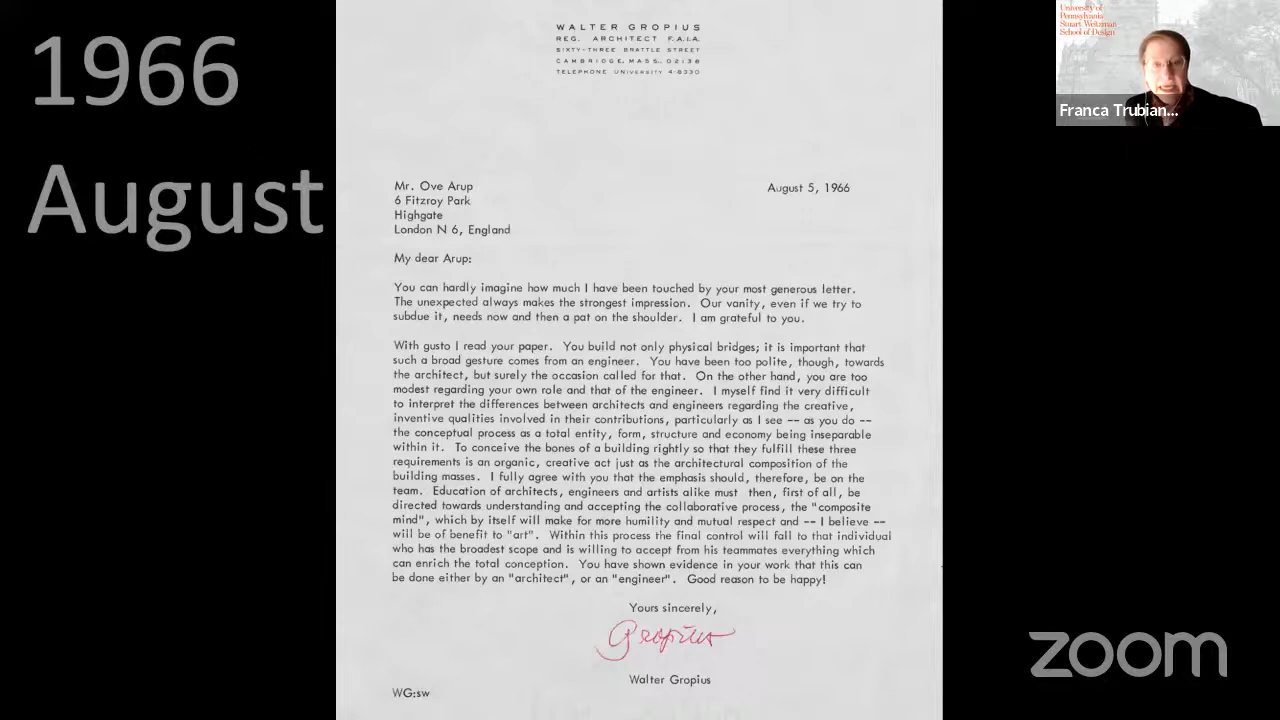 1966
August
WALTER GROPIUS
REG. ARCHITECT F.A.I.A.
SIXTY-THREE BRATTLE STREET
CAMBRIDGE, MASS., 02138
TELEPHONE UNIVERSITY 4-8330
Mr. Ove Arup
6 Fitzroy Park
Highgate
London N 6, England
August 5, 1966
My dear Arup:
You can hardly imagine how much I have been touched by your most generous letter.
The unexpected always makes the strongest impression. Our vanity, even if we try to
subdue it, needs now and then a pat on the shoulder. I am grateful to you.
With gusto I read your paper. You build not only physical bridges; it is important that
such a broad gesture comes from an engineer. You have been too polite, though, towards
the architect, but surely the occasion called for that. On the other hand, you are too
modest regarding your own role and that of the engineer. I myself find it very difficult
to interpret the differences between architects and engineers regarding the creative,
inventive qualities involved in their contributions, particularly as I see -- as you do --
the conceptual process as a total entity, form, structure and economy being inseparable
within it. To conceive the bones of a building rightly so that they fulfill these three
requirements is an organic, creative act just as the architectural composition of the
building masses. I fully agree with you that the emphasis should, therefore, be on the
team. Education of architects, engineers and artists alike must then, first of all, be
directed towards understanding and accepting the collaborative process, the "composite
mind", which by itself will make for more humility and mutual respect and -- I believe --
will be of benefit to "art". Within this process the final control will fall to that individual
who has the broadest scope and is willing to accept from his teammates everything which
can enrich the total conception. You have shown evidence in your work that this can
be done either by an "architect", or an "engineer". Good reason to be happy!
Yours sincerely,
Gropius
Walter Gropius
WG:sw
University of
Pennsylvania
Stuart Weitzman
School of Design
Franca Trubian...
zoom